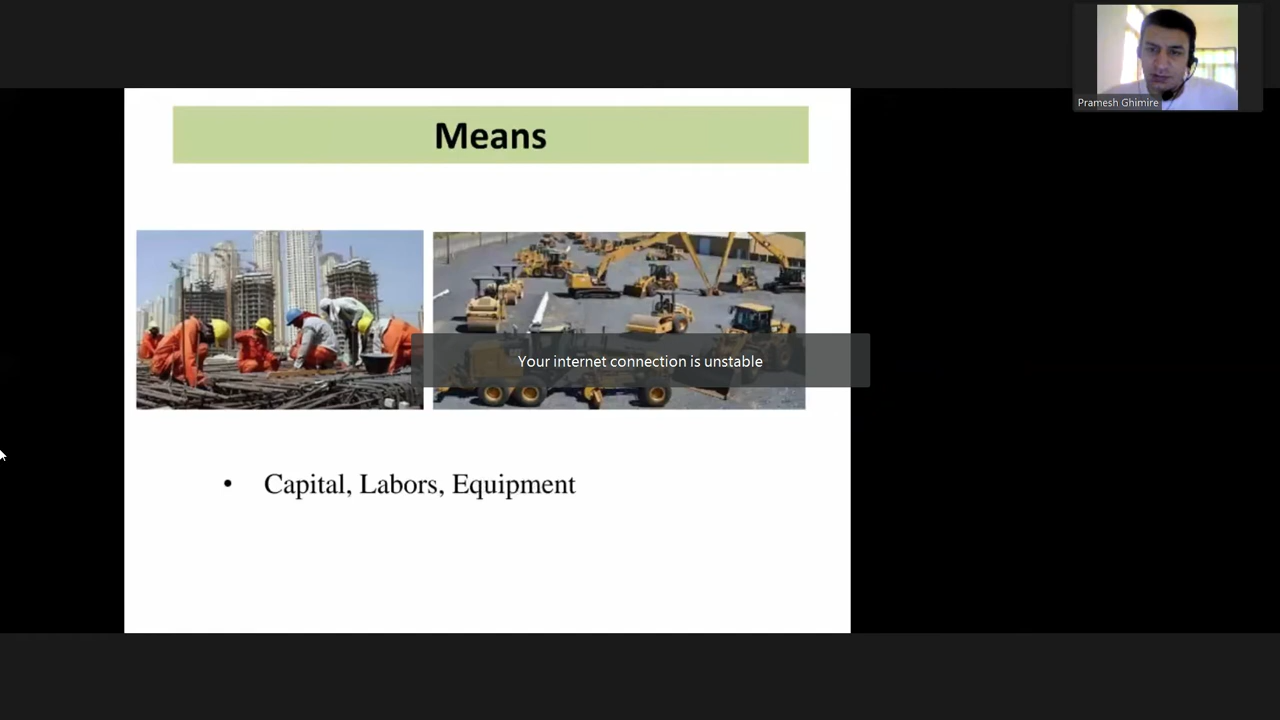 Pramesh Ghimire
Means
Your internet connection is unstable
• Capital, Labors, Equipment